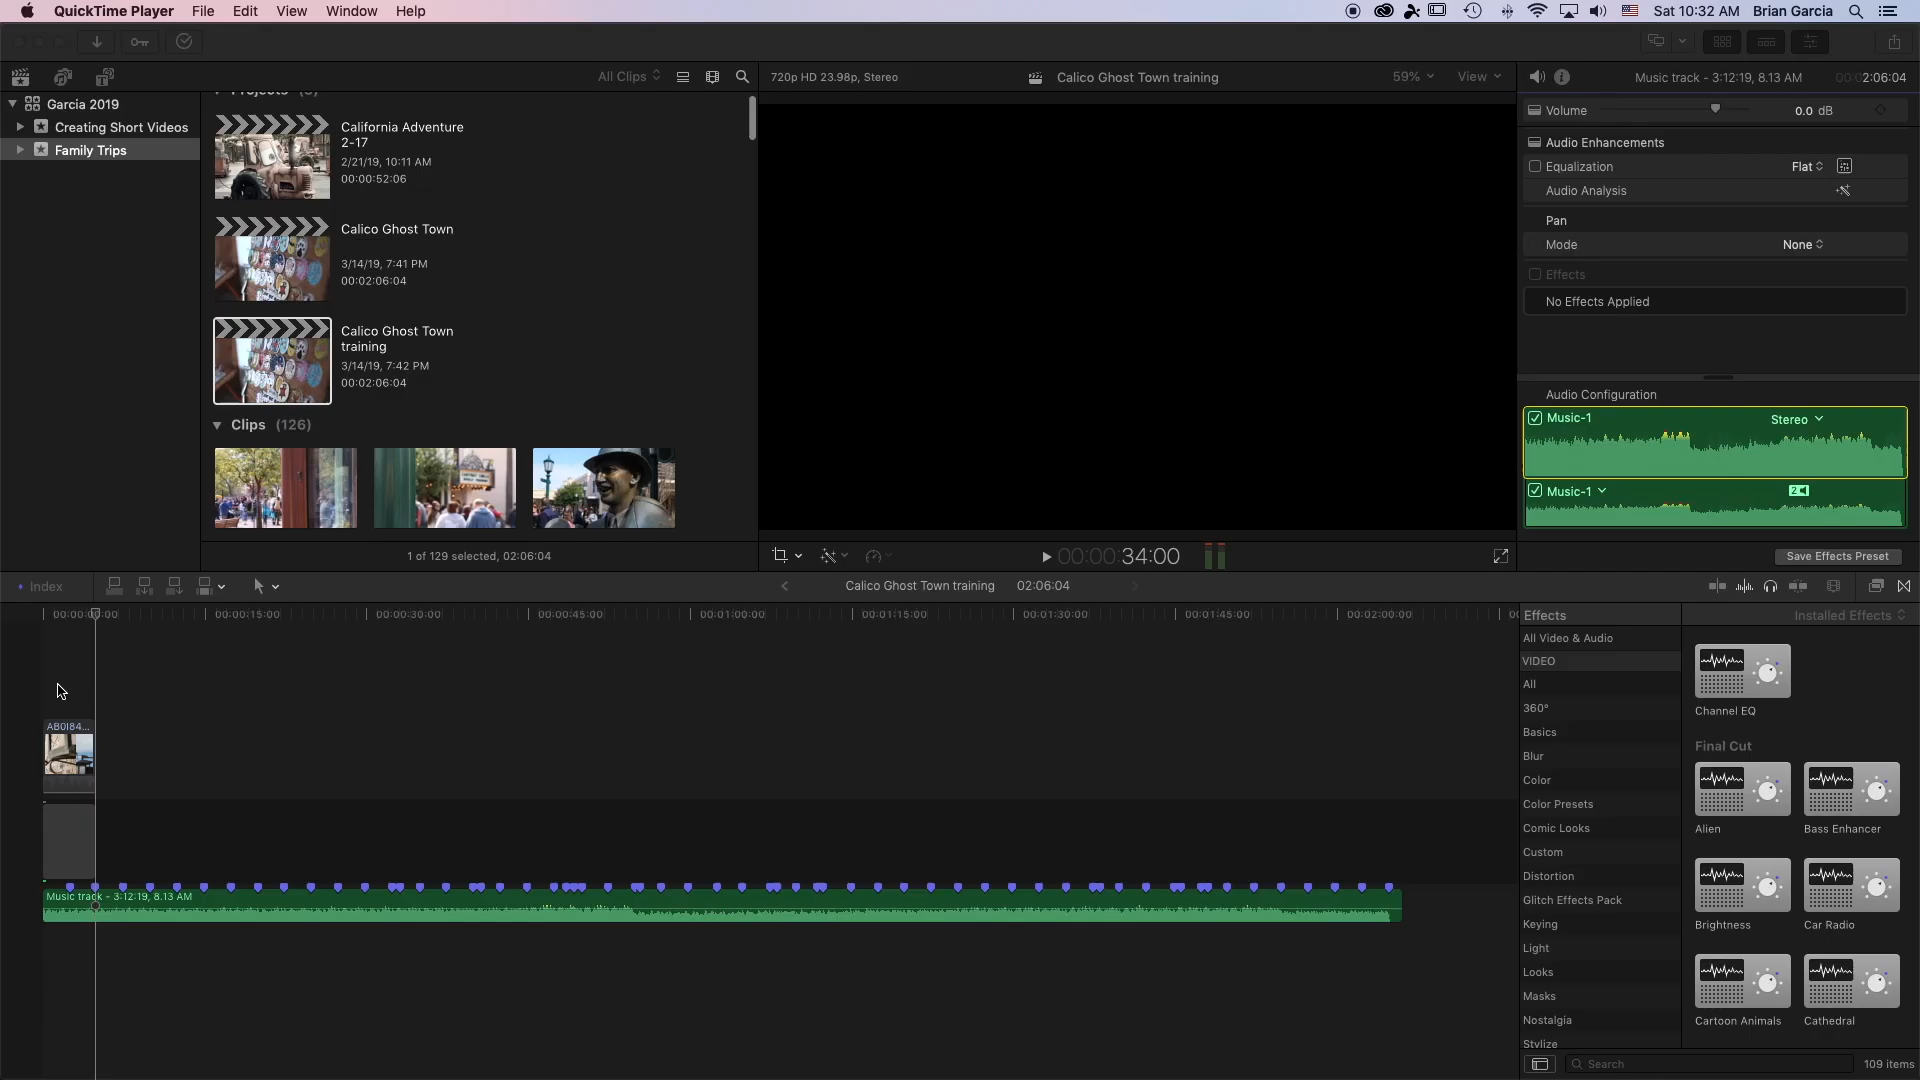 QuickTime Player File Edit View Window Help
Sat 10:32 AM Brian Garcia
All Clips
720p HD 23.98p, Stereo
Calico Ghost Town training
59% View
Music track - 3:12:19, 8.13 AM
00:02:06:04
Garcia 2019
Creating Short Videos
Family Trips
Projects (3)
California Adventure
2-17
2/21/19, 10:11 AM
00:00:52:06
Calico Ghost Town
3/14/19, 7:41 PM
00:02:06:04
Calico Ghost Town
training
3/14/19, 7:42 PM
00:02:06:04
Clips (126)
1 of 129 selected, 02:06:04
00:00:34:00
Volume 0.0 dB
Audio Enhancements
Equalization Flat
Audio Analysis
Pan
Mode None
Effects
No Effects Applied
Audio Configuration
Music-1 Stereo
Music-1 2
Save Effects Preset
Index
Calico Ghost Town training 02:06:04
00:00:00:00 00:00:15:00 00:00:30:00 00:00:45:00 00:01:00:00 00:01:15:00 00:01:30:00 00:01:45:00 00:02:00:00
AB0I84...
Music track - 3:12:19, 8.13 AM
Effects
Installed Effects
All Video & Audio
VIDEO
All
360°
Basics
Blur
Color
Color Presets
Comic Looks
Custom
Distortion
Glitch Effects Pack
Keying
Light
Looks
Masks
Nostalgia
Stylize
Channel EQ
Final Cut
Alien
Bass Enhancer
Brightness
Car Radio
Cartoon Animals
Cathedral
Search
109 items